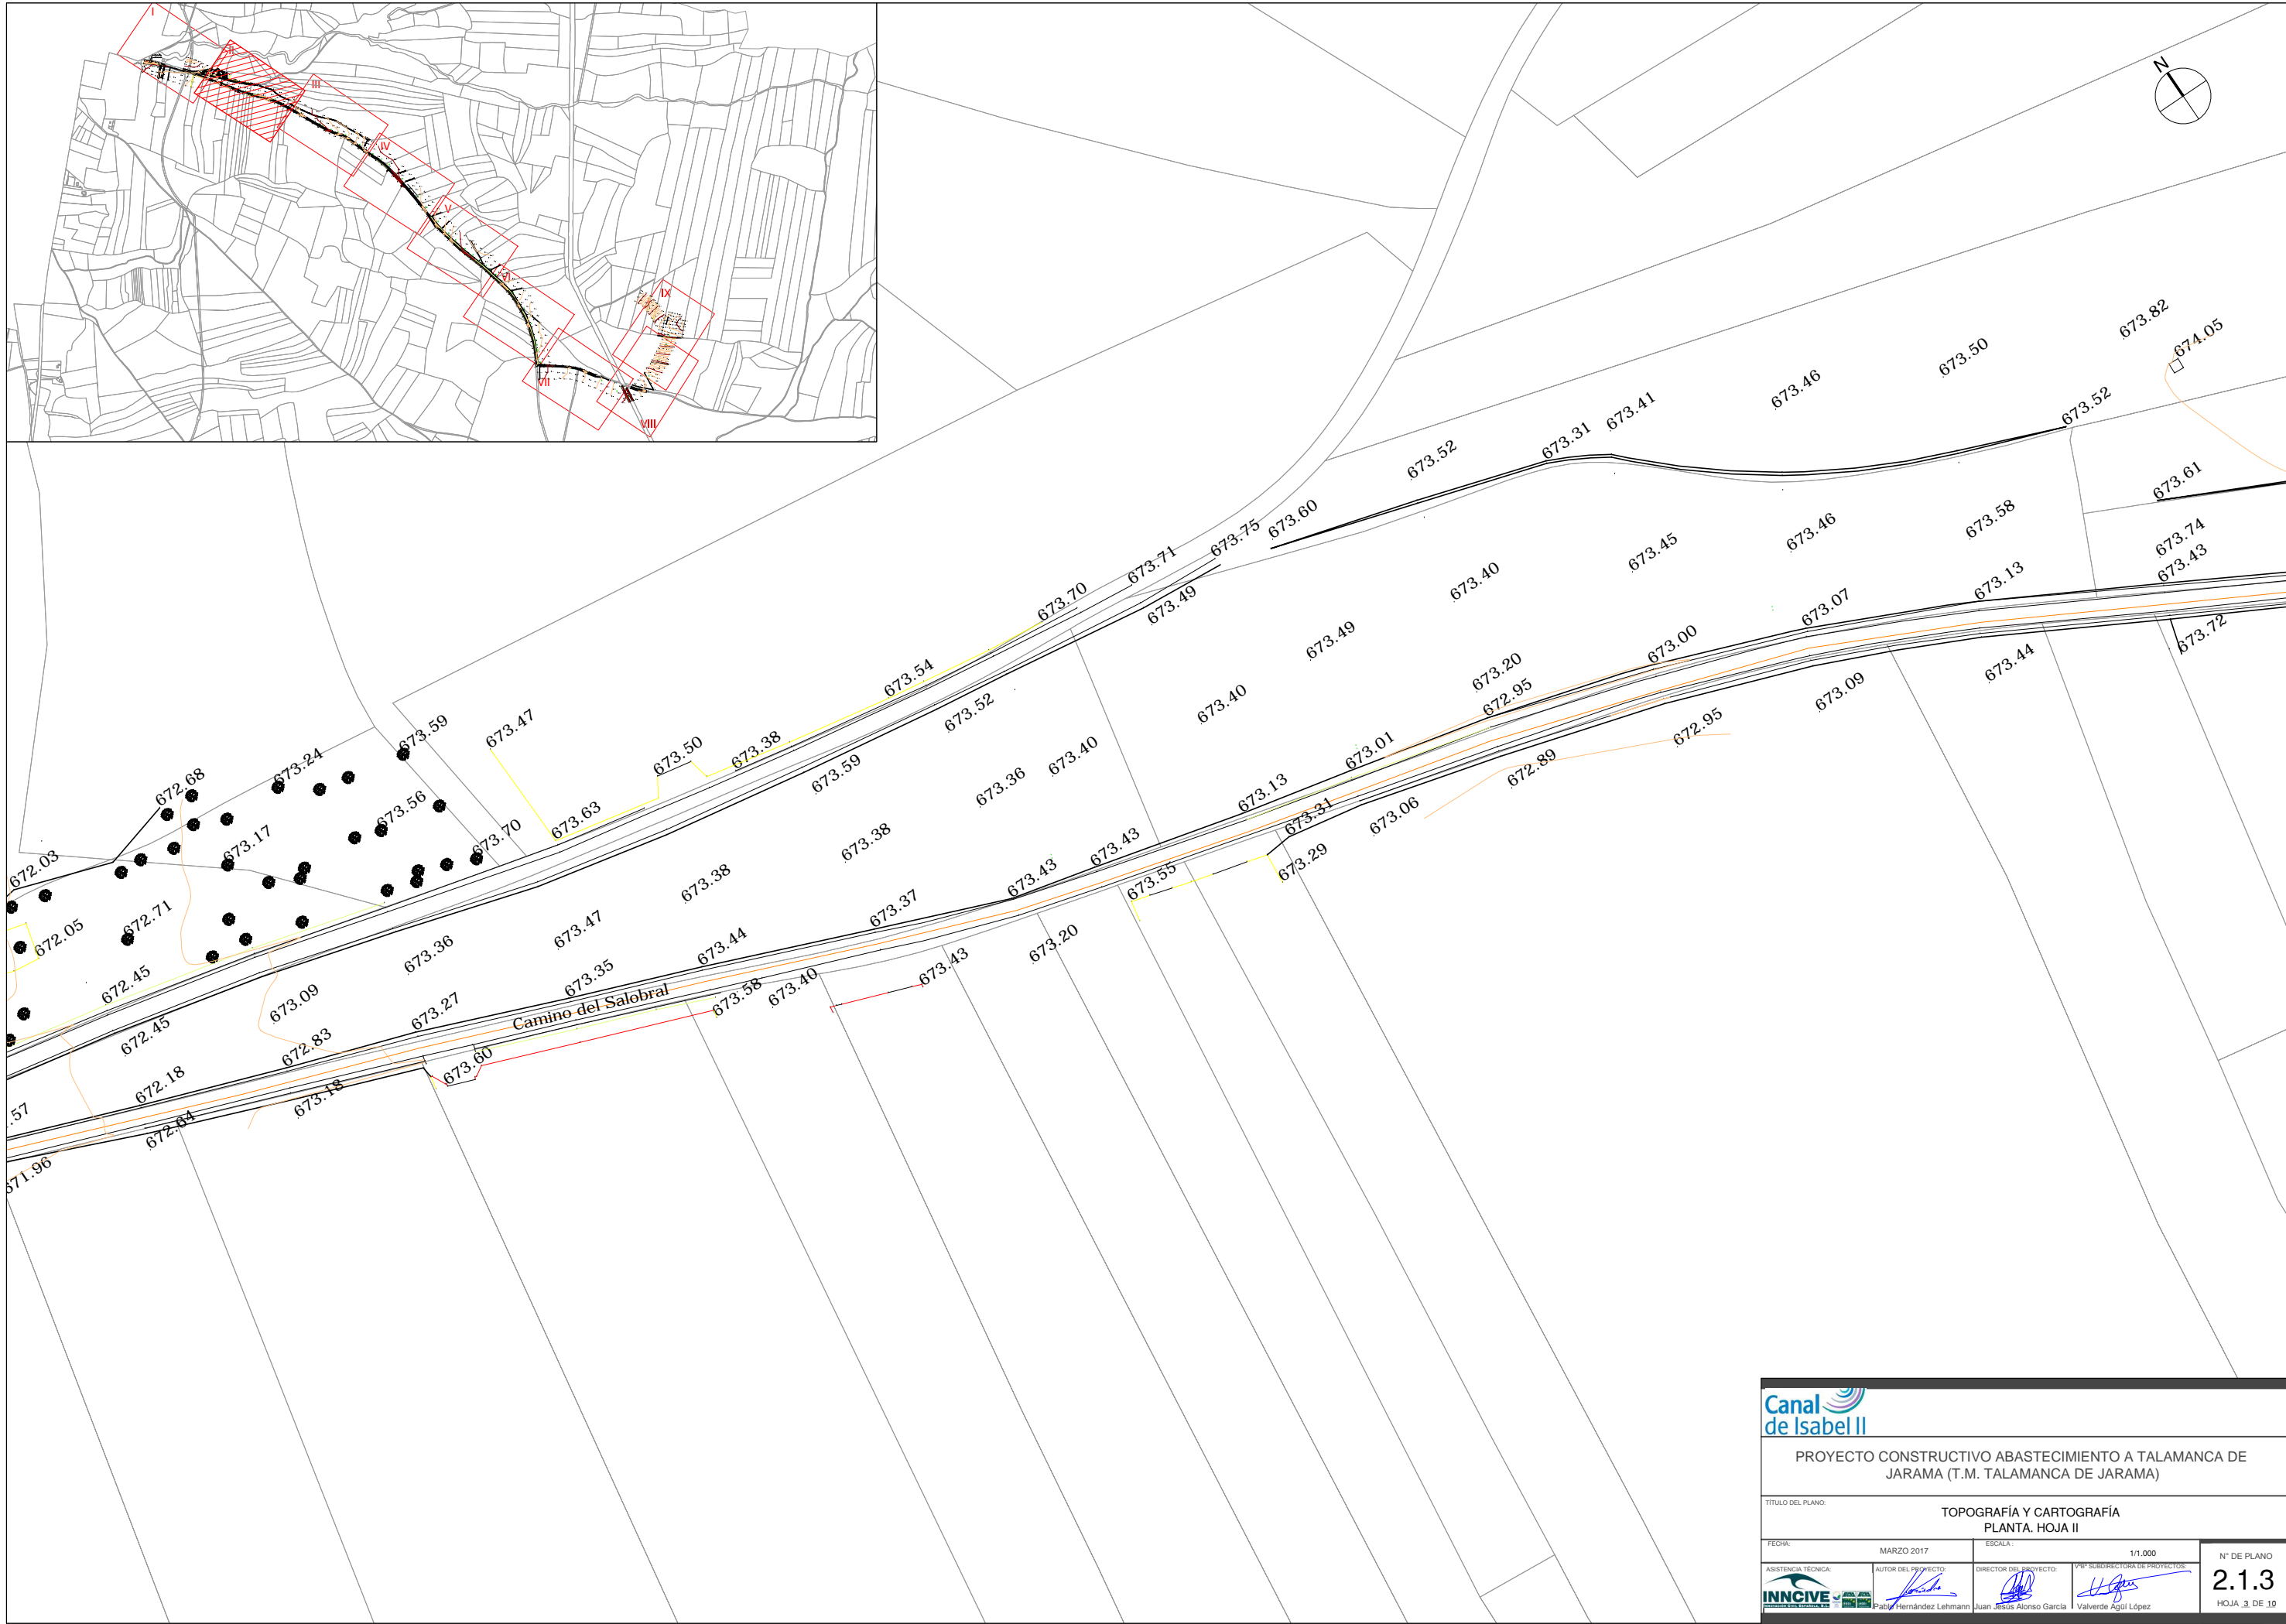 I
II
III
IV
V
VI
VII
VIII
IX
N
673.82
674.05
673.50
673.46
673.41
673.31
673.52
673.52
673.61
673.60
673.75
673.71
673.70
673.49
673.58
673.46
673.45
673.40
673.74
673.43
673.13
673.07
673.72
673.44
673.00
673.49
673.20
672.95
673.09
672.95
673.54
673.52
673.40
673.01
672.89
673.59
673.47
673.50
673.38
673.59
673.40
673.36
673.13
673.31
673.06
672.68
673.24
673.56
673.63
673.70
673.38
673.43
673.43
673.29
673.17
672.03
672.71
672.05
673.38
673.37
673.55
673.47
673.36
673.44
673.20
673.43
672.45
673.09
673.35
673.40
673.58
672.45
673.27
Camino del Salobral
672.83
673.60
672.18
673.18
.57
672.64
671.96
Canal
de Isabel II
PROYECTO CONSTRUCTIVO ABASTECIMIENTO A TALAMANCA DE
JARAMA (T.M. TALAMANCA DE JARAMA)
TÍTULO DEL PLANO:
TOPOGRAFÍA Y CARTOGRAFÍA
PLANTA. HOJA II
FECHA:
MARZO 2017
ESCALA :
1/1.000
N° DE PLANO
2.1.3
HOJA 3 DE 10
ASISTENCIA TÉCNICA:
INNCIVE
AUTOR DEL PROYECTO:
Pablo Hernández Lehmann
DIRECTOR DEL PROYECTO:
Juan Jesús Alonso García
VºBº SUBDIRECTORA DE PROYECTOS:
Valverde Agüí López